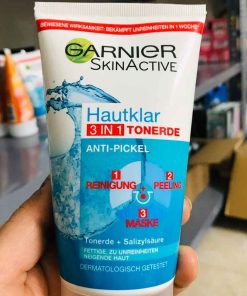 BEWIESENE WIRKSAMKEIT: BEKÄMPFT UNREINHEITEN IN 1 WOCHE¹
GARNIER
SKINACTIVE
Hautklar
3 IN 1 TONERDE
ANTI-PICKEL
1
REINIGUNG
+
2
PEELING
3
MASKE
Tonerde + Salizylsäure
FETTIGE, ZU UNREINHEITEN
NEIGENDE HAUT
DERMATOLOGISCH GETESTET